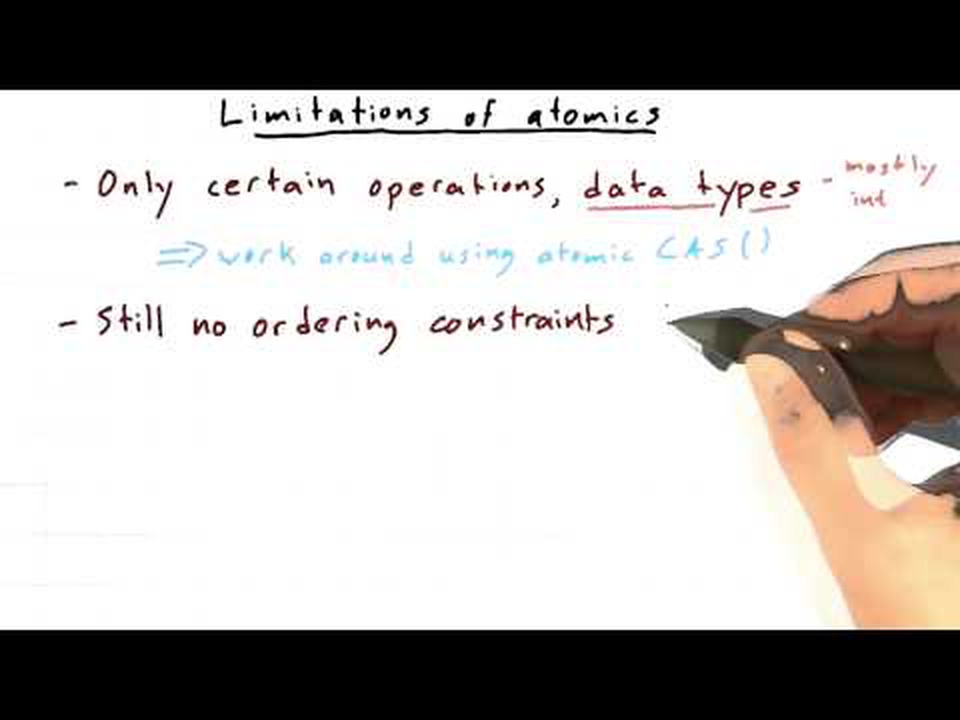 Limitations of atomics
- Only certain operations, data types - mostly int
⇒ work around using atomic CAS()
- Still no ordering constraints